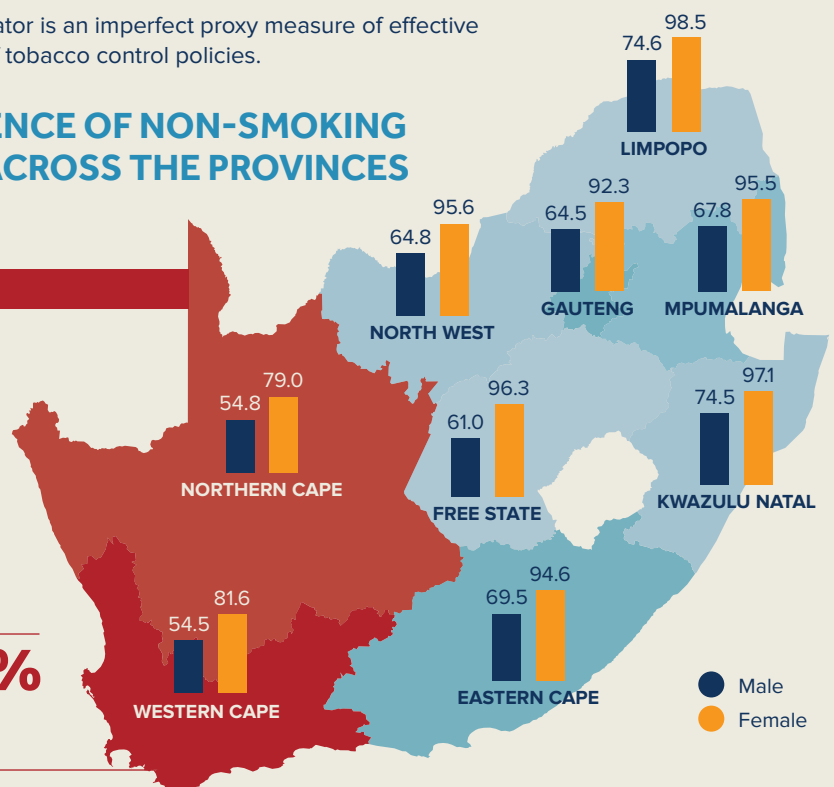 is an imperfect proxy measure of effective
tobacco control policies.
OF NON-SMOKING
ACROSS THE PROVINCES
74.6 98.5
LIMPOPO
64.8 95.6
NORTH WEST
64.5 92.3
GAUTENG
67.8 95.5
MPUMALANGA
54.8 79.0
NORTHERN CAPE
61.0 96.3
FREE STATE
74.5 97.1
KWAZULU NATAL
54.5 81.6
WESTERN CAPE
69.5 94.6
EASTERN CAPE
%
Male
Female